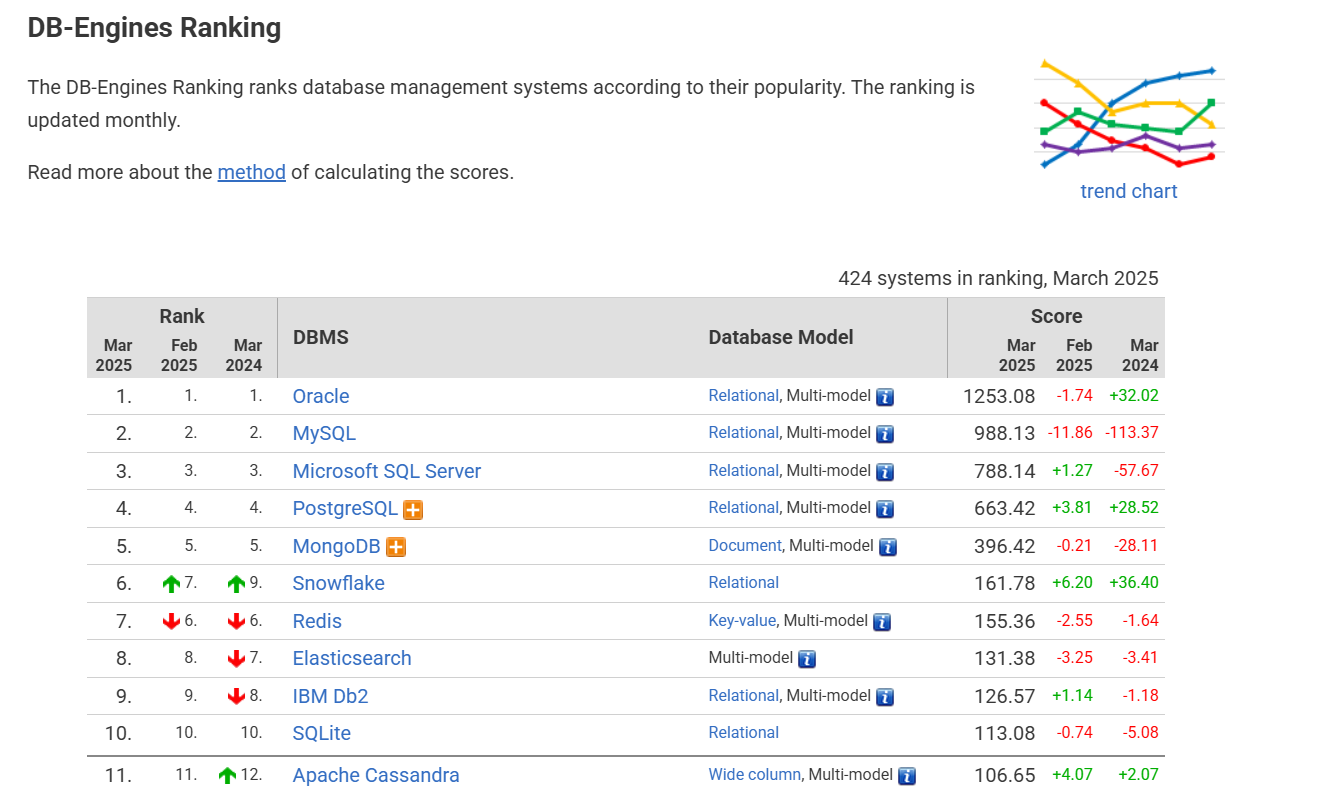 DB-Engines Ranking
The DB-Engines Ranking ranks database management systems according to their popularity. The ranking is
updated monthly.
Read more about the method of calculating the scores.
trend chart
424 systems in ranking, March 2025
Rank DBMS Database Model Score
Mar 2025 Feb 2025 Mar 2024 Mar 2025 Feb 2025 Mar 2024
1. 1. 1. Oracle Relational, Multi-model i 1253.08 -1.74 +32.02
2. 2. 2. MySQL Relational, Multi-model i 988.13 -11.86 -113.37
3. 3. 3. Microsoft SQL Server Relational, Multi-model i 788.14 +1.27 -57.67
4. 4. 4. PostgreSQL Relational, Multi-model i 663.42 +3.81 +28.52
5. 5. 5. MongoDB Document, Multi-model i 396.42 -0.21 -28.11
6. 7. 9. Snowflake Relational 161.78 +6.20 +36.40
7. 6. 6. Redis Key-value, Multi-model i 155.36 -2.55 -1.64
8. 8. 7. Elasticsearch Multi-model i 131.38 -3.25 -3.41
9. 9. 8. IBM Db2 Relational, Multi-model i 126.57 +1.14 -1.18
10. 10. 10. SQLite Relational 113.08 -0.74 -5.08
11. 11. 12. Apache Cassandra Wide column, Multi-model i 106.65 +4.07 +2.07